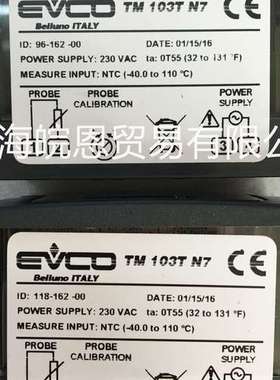 EVCO TM 103T N7
Belluno ITALY
ID: 96-162 -00 DATE: 01/15/16
POWER SUPPLY: 230 VAC ta: 0T55 (32 to 131 °F)
MEASURE INPUT: NTC (-40.0 to 110 °C)
PROBE PROBE CALIBRATION ta POWER SUPPLY
海皖恩贸易有限公
EVCO TM 103T N7
Belluno ITALY
ID: 118-162 -00 DATE: 01/15/16
POWER SUPPLY: 230 VAC ta: 0T55 (32 to 131 °F)
MEASURE INPUT: NTC (-40.0 to 110 °C)
PROBE PROBE CALIBRATION ta POWER SUPPLY